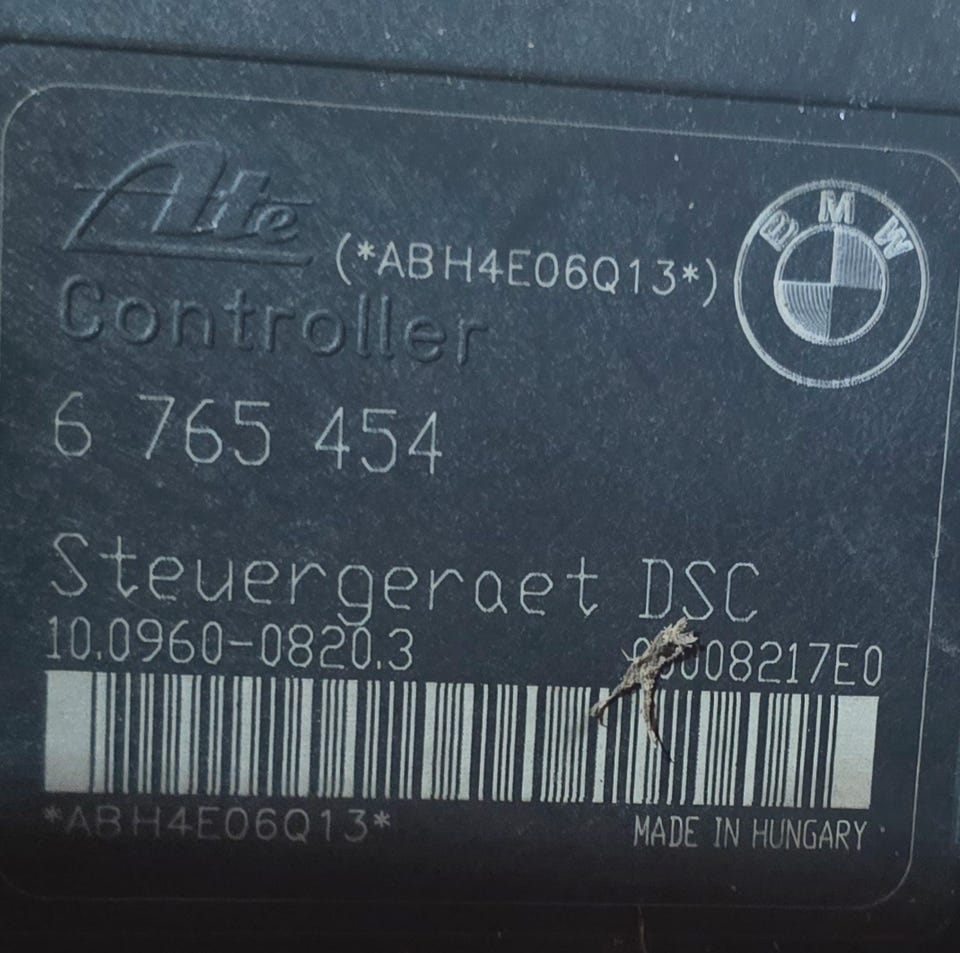 Ate
(*ABH4E06Q13*)
BMW
Controller
6 765 454
Steuergeraet DSC
10.0960-0820.3
*ABH4E06Q13*
MADE IN HUNGARY